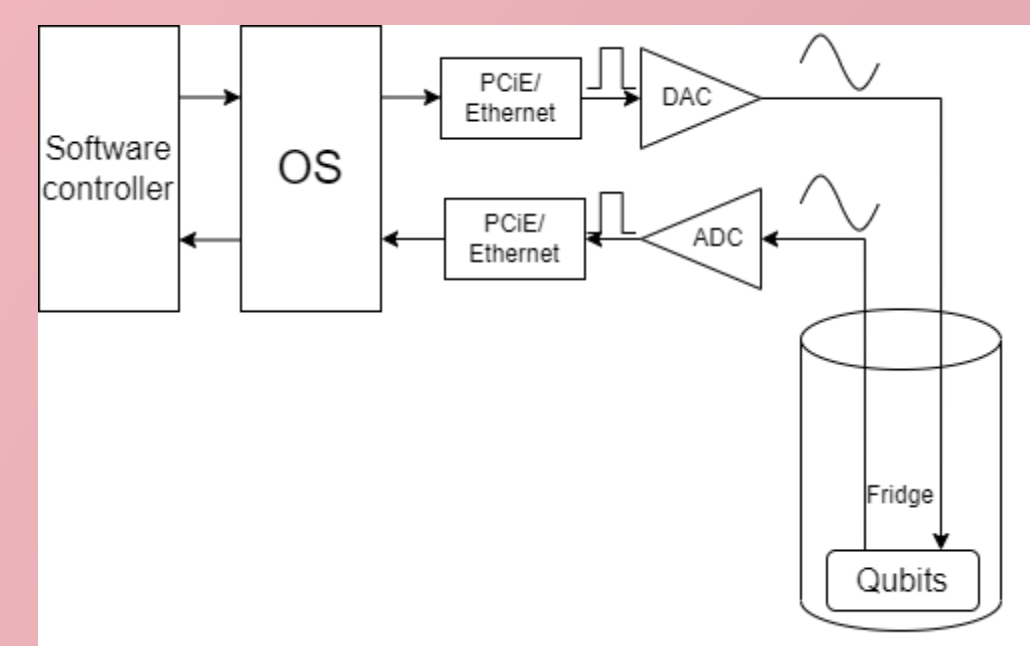 Software
controller
OS
PCiE/
Ethernet
DAC
PCiE/
Ethernet
ADC
Fridge
Qubits